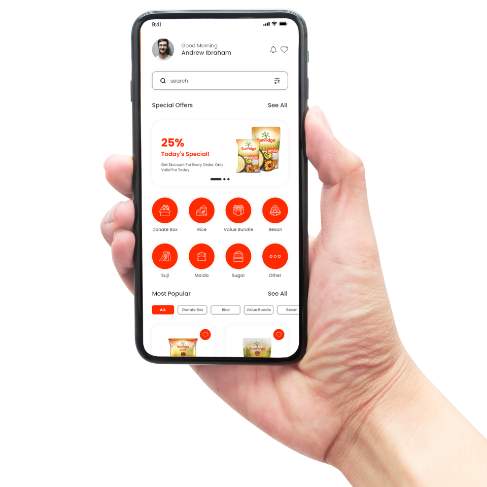 9:41
Good Morning
Andrew Ibraham
search
Special Offers
See All
25%
Today's Special!
Get Discount For Every Order, Only
Valid For Today
Donate Box
Rice
Value Bundle
Besan
Suji
Maida
Sugar
Other
Most Popular
See All
ALL
Donate Box
Rice
Value Bundle
Besan